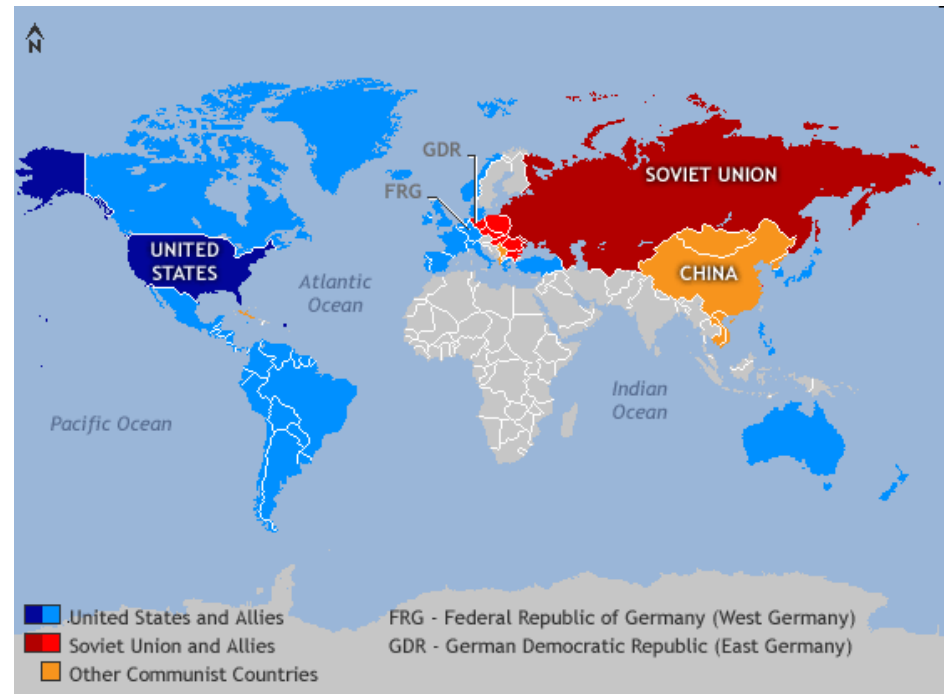 N
GDR
FRG
SOVIET UNION
UNITED
STATES
CHINA
Atlantic
Ocean
Indian
Ocean
Pacific Ocean
United States and Allies
Soviet Union and Allies
Other Communist Countries
FRG - Federal Republic of Germany (West Germany)
GDR - German Democratic Republic (East Germany)